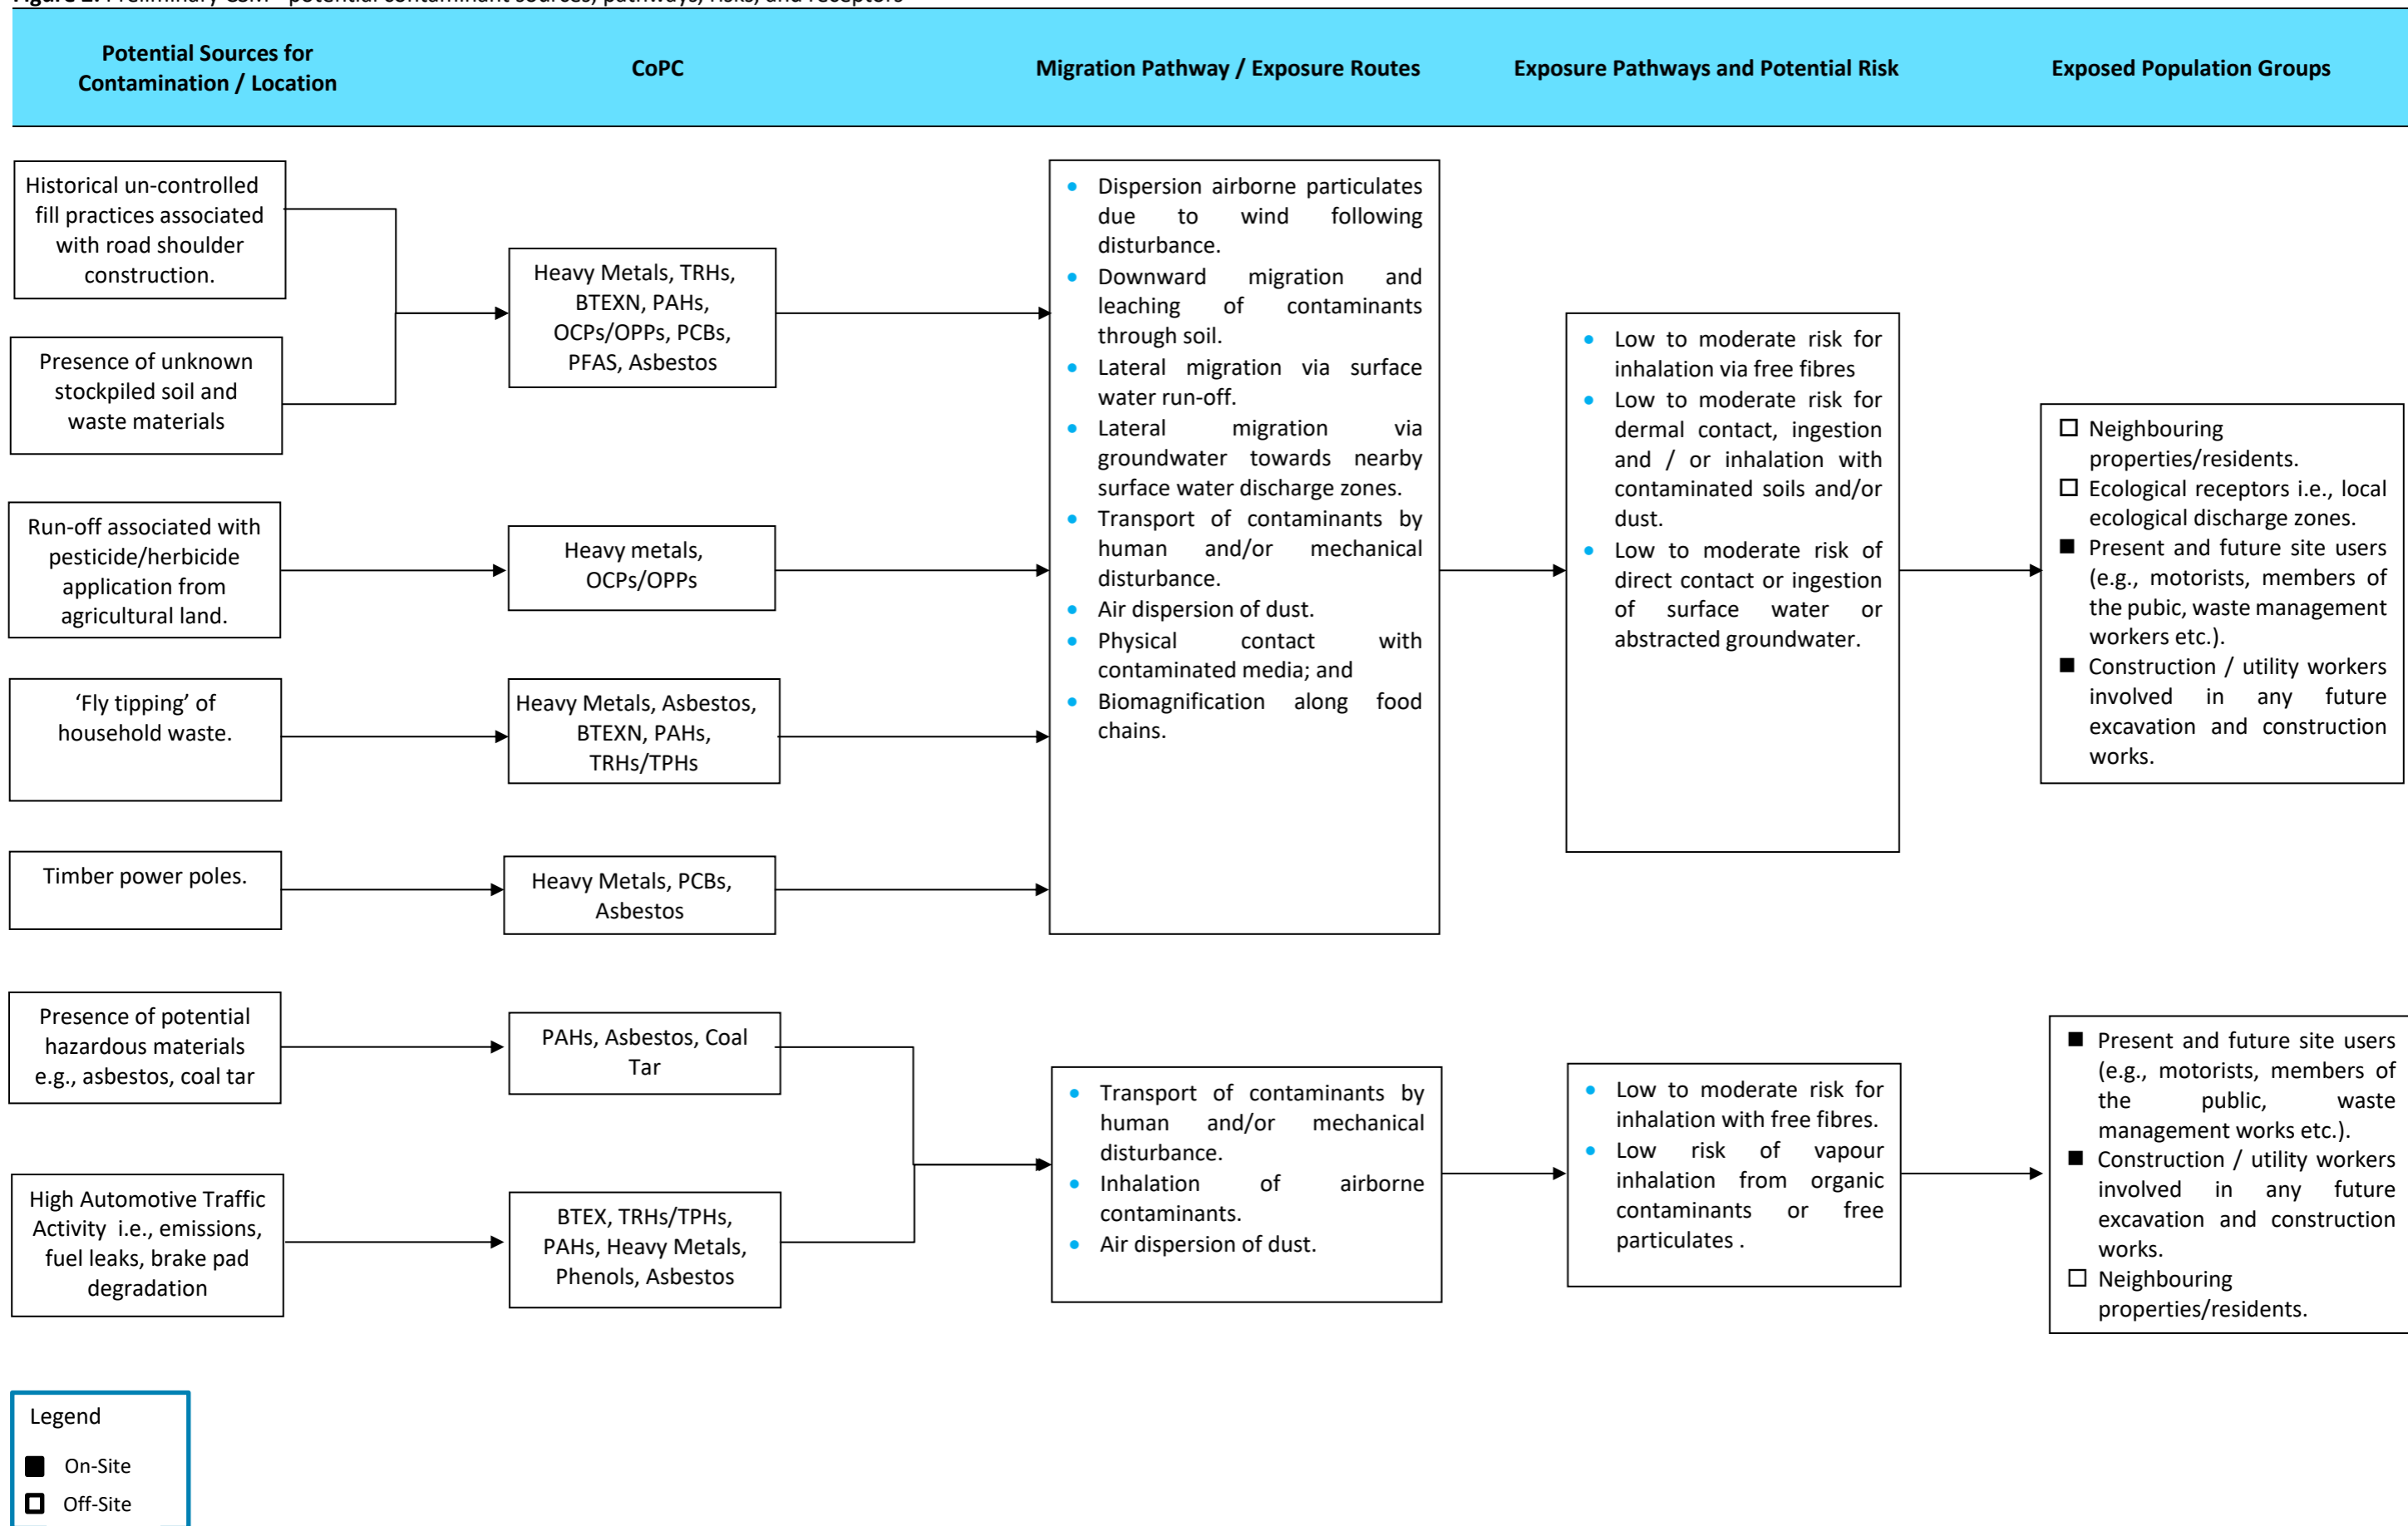 Potential Sources for
Contamination / Location
CoPC
Migration Pathway / Exposure Routes
Exposure Pathways and Potential Risk
Exposed Population Groups
Historical un-controlled
fill practices associated
with road shoulder
construction.
Presence of unknown
stockpiled soil and
waste materials
Heavy Metals, TRHs,
BTEXN, PAHs,
OCPs/OPPs, PCBs,
PFAS, Asbestos
Run-off associated with
pesticide/herbicide
application from
agricultural land.
Heavy metals,
OCPs/OPPs
‘Fly tipping’ of
household waste.
Heavy Metals, Asbestos,
BTEXN, PAHs,
TRHs/TPHs
Timber power poles.
Heavy Metals, PCBs,
Asbestos
• Dispersion airborne particulates
due to wind following
disturbance.
• Downward migration and
leaching of contaminants
through soil.
• Lateral migration via surface
water run-off.
• Lateral migration via
groundwater towards nearby
surface water discharge zones.
• Transport of contaminants by
human and/or mechanical
disturbance.
• Air dispersion of dust.
• Physical contact with
contaminated media; and
• Biomagnification along food
chains.
• Low to moderate risk for
inhalation via free fibres
• Low to moderate risk for
dermal contact, ingestion
and / or inhalation with
contaminated soils and/or
dust.
• Low to moderate risk of
direct contact or ingestion
of surface water or
abstracted groundwater.
□ Neighbouring
properties/residents.
□ Ecological receptors i.e., local
ecological discharge zones.
■ Present and future site users
(e.g., motorists, members of
the pubic, waste management
workers etc.).
■ Construction / utility workers
involved in any future
excavation and construction
works.
Presence of potential
hazardous materials
e.g., asbestos, coal tar
PAHs, Asbestos, Coal
Tar
High Automotive Traffic
Activity i.e., emissions,
fuel leaks, brake pad
degradation
BTEX, TRHs/TPHs,
PAHs, Heavy Metals,
Phenols, Asbestos
• Transport of contaminants by
human and/or mechanical
disturbance.
• Inhalation of airborne
contaminants.
• Air dispersion of dust.
• Low to moderate risk for
inhalation with free fibres.
• Low risk of vapour
inhalation from organic
contaminants or free
particulates .
■ Present and future site users
(e.g., motorists, members of
the public, waste
management works etc.).
■ Construction / utility workers
involved in any future
excavation and construction
works.
□ Neighbouring
properties/residents.
Legend
■ On-Site
□ Off-Site